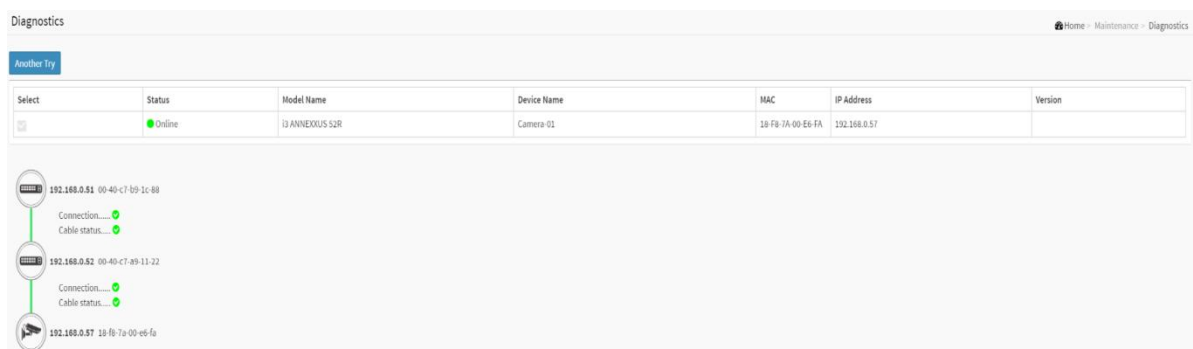 Diagnostics
Home > Maintenance > Diagnostics
Another Try
Select Status Model Name Device Name MAC IP Address Version
Online i3 ANNEXXUS 52R Camera-01 18-F8-7A-00-E6-FA 192.168.0.57
192.168.0.51 00-40-c7-b9-1c-88
Connection......
Cable status.....
192.168.0.52 00-40-c7-a9-11-22
Connection......
Cable status.....
192.168.0.57 18-f8-7a-00-e6-fa